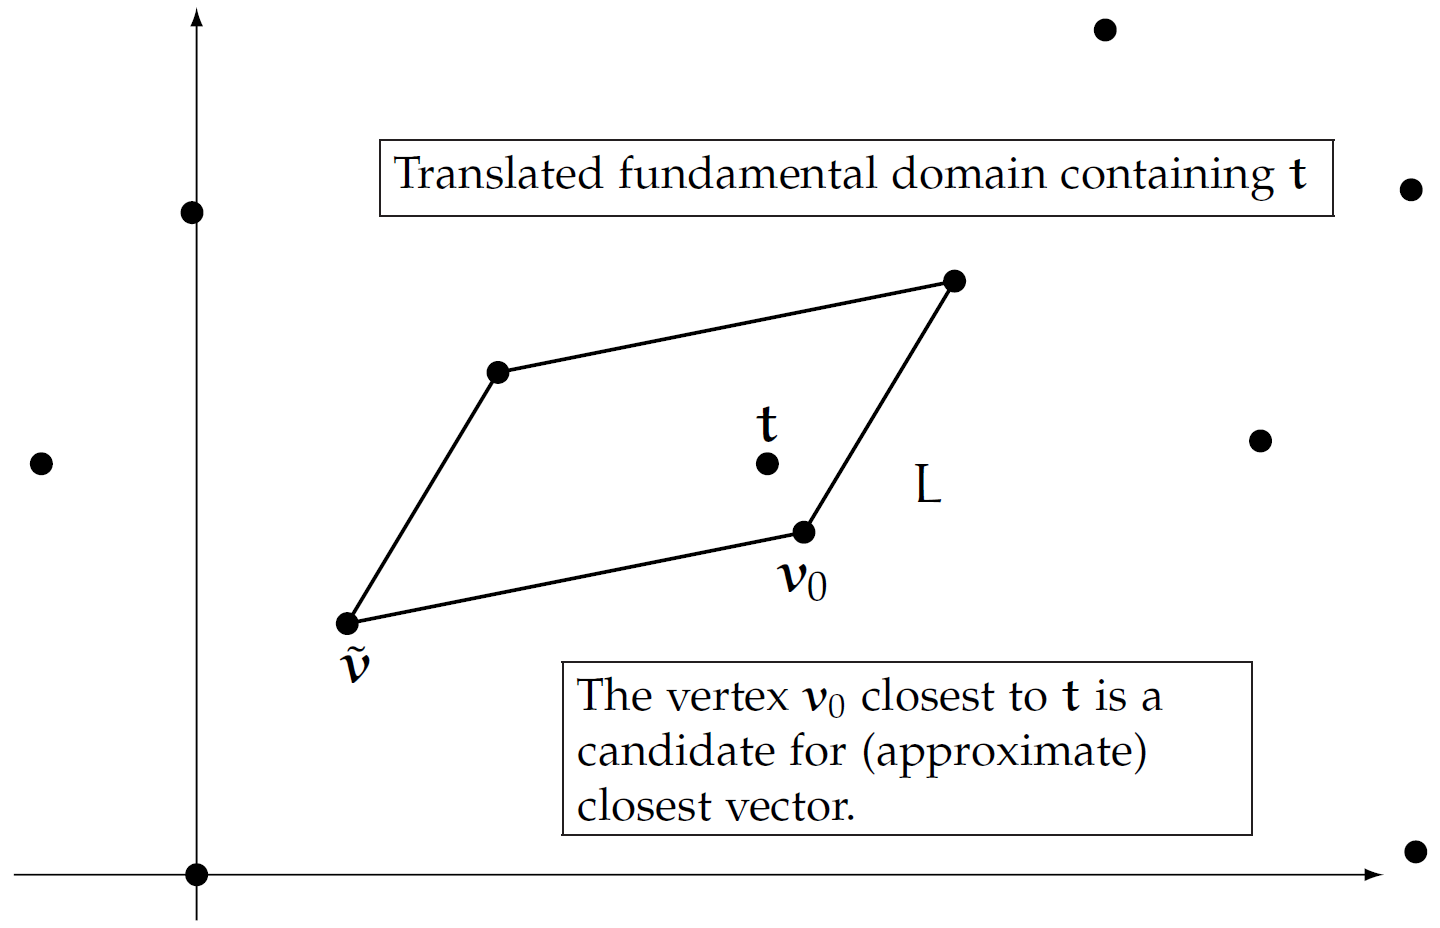 Translated fundamental domain containing t
t
L
v₀
ṽ
The vertex v₀ closest to t is a
candidate for (approximate)
closest vector.